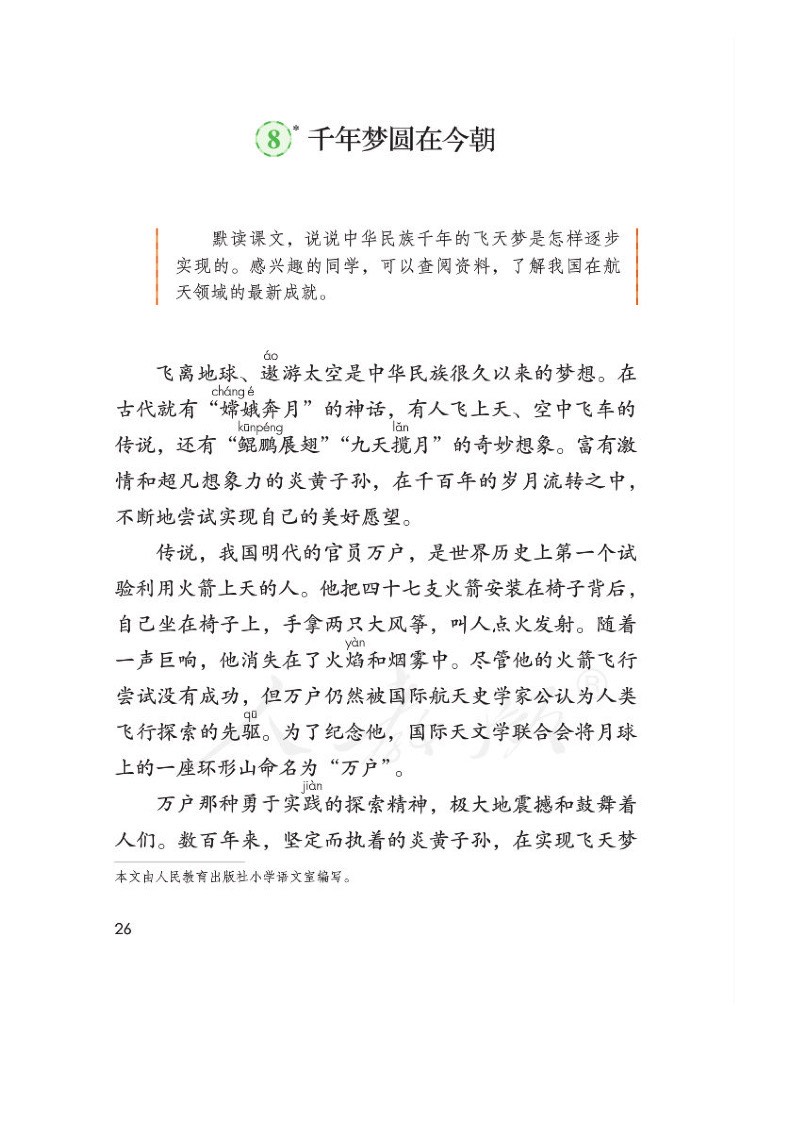 8* 千年梦圆在今朝
默读课文，说说中华民族千年的飞天梦是怎样逐步
实现的。感兴趣的同学，可以查阅资料，了解我国在航
天领域的最新成就。
áo
飞离地球、遨游太空是中华民族很久以来的梦想。在
cháng é
古代就有“嫦娥奔月”的神话，有人飞上天、空中飞车的
kūnpéng lǎn
传说，还有“鲲鹏展翅”“九天揽月”的奇妙想象。富有激
情和超凡想象力的炎黄子孙，在千百年的岁月流转之中，
不断地尝试实现自己的美好愿望。
传说，我国明代的官员万户，是世界历史上第一个试
验利用火箭上天的人。他把四十七支火箭安装在椅子背后，
自己坐在椅子上，手拿两只大风筝，叫人点火发射。随着
yàn
一声巨响，他消失在了火焰和烟雾中。尽管他的火箭飞行
尝试没有成功，但万户仍然被国际航天史学家公认为人类
qū
飞行探索的先驱。为了纪念他，国际天文学联合会将月球
上的一座环形山命名为“万户”。
jiàn
万户那种勇于实践的探索精神，极大地震撼和鼓舞着
人们。数百年来，坚定而执着的炎黄子孙，在实现飞天梦
本文由人民教育出版社小学语文室编写。
26
人教版®